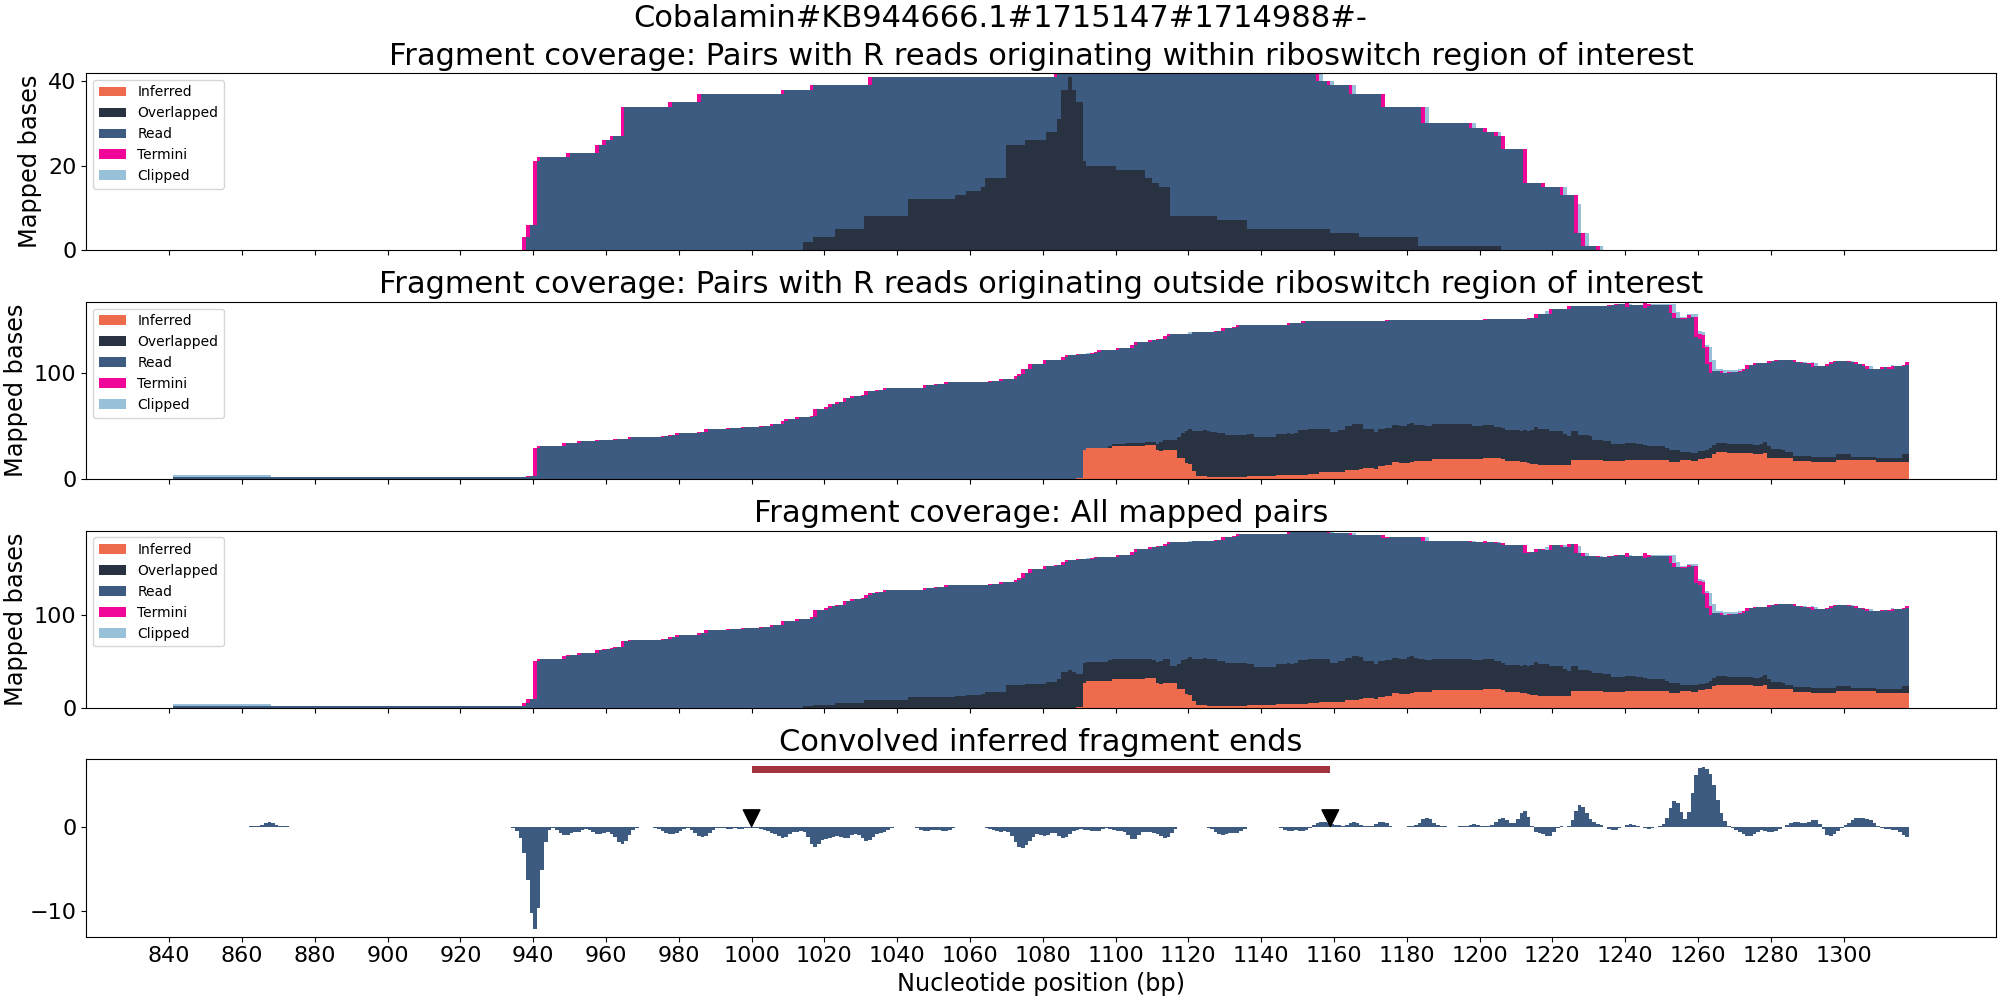 Cobalamin#KB944666.1#1715147#1714988#-
Fragment coverage: Pairs with R reads originating within riboswitch region of interest
Mapped bases
40
20
0
Inferred
Overlapped
Read
Termini
Clipped
Fragment coverage: Pairs with R reads originating outside riboswitch region of interest
Mapped bases
100
0
Inferred
Overlapped
Read
Termini
Clipped
Fragment coverage: All mapped pairs
Mapped bases
100
0
Inferred
Overlapped
Read
Termini
Clipped
Convolved inferred fragment ends
0
−10
840 860 880 900 920 940 960 980 1000 1020 1040 1060 1080 1100 1120 1140 1160 1180 1200 1220 1240 1260 1280 1300
Nucleotide position (bp)